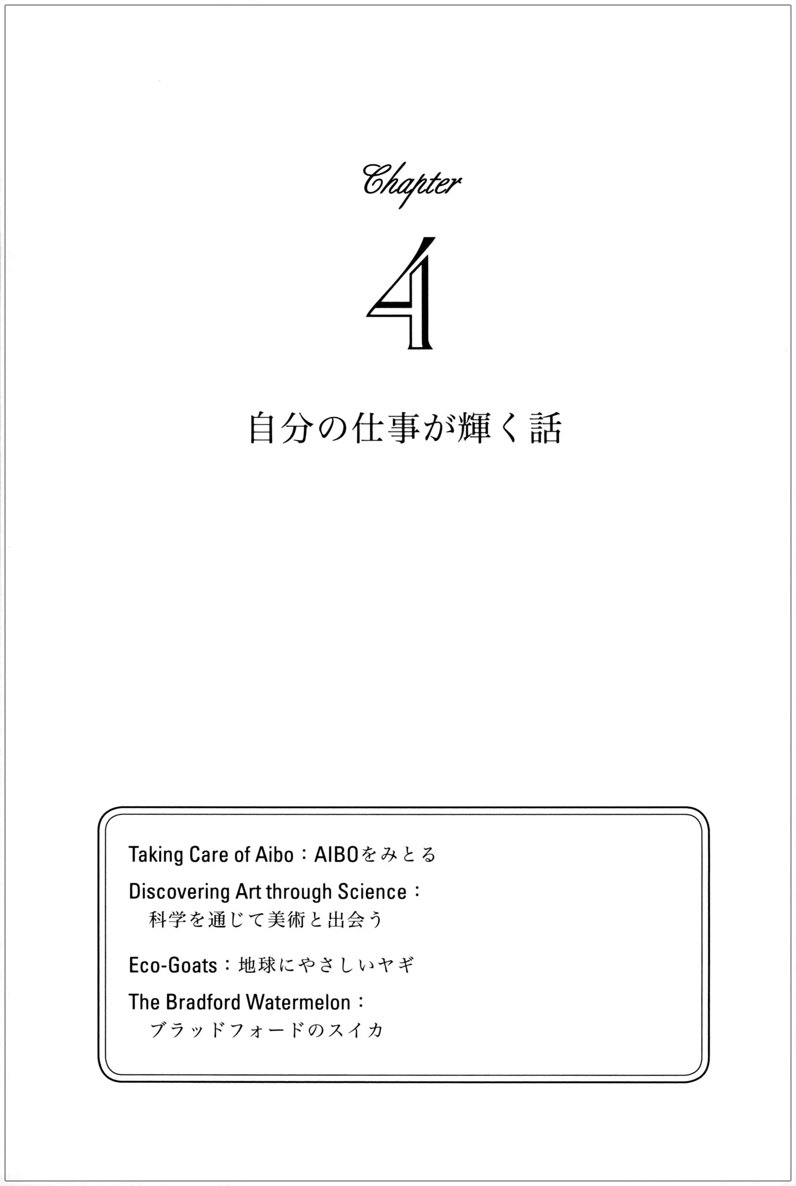 Chapter
4
自分の仕事が輝く話
Taking Care of Aibo：AIBOをみとる
Discovering Art through Science：
科学を通じて美術と出会う
Eco-Goats：地球にやさしいヤギ
The Bradford Watermelon：
ブラッドフォードのスイカ